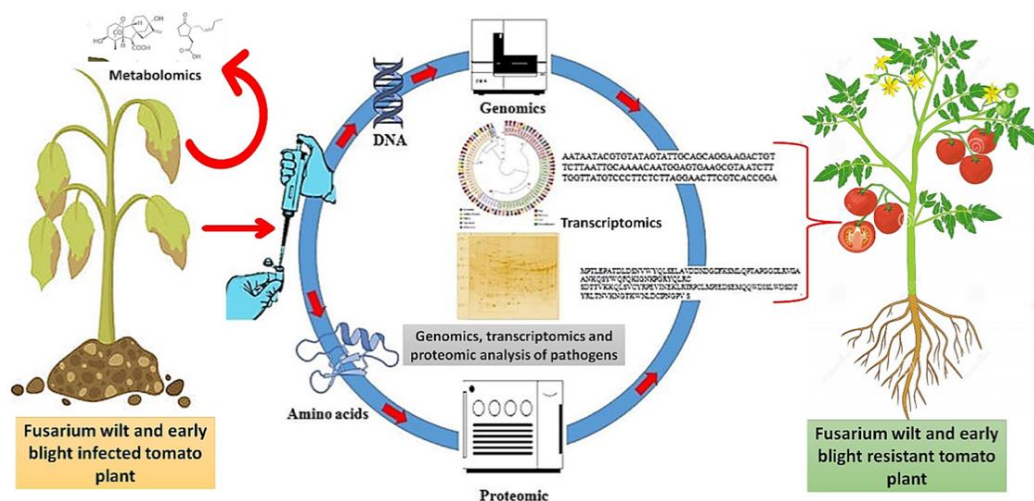 Metabolomics
DNA
Genomics
AATAATACGTGTATAGTATTGCAGCAGGAAGACTGT
TCTTAATTGCAAAACAATGGAGTGAAGCGTAATCTT
TGGTTATGTCCCTTCTCTTAGGAACTTCGTCACCGGA
Transcriptomics
Genomics, transcriptomics and
proteomic analysis of pathogens
Amino acids
Proteomic
Fusarium wilt and early
blight infected tomato
plant
Fusarium wilt and early
blight resistant tomato
plant